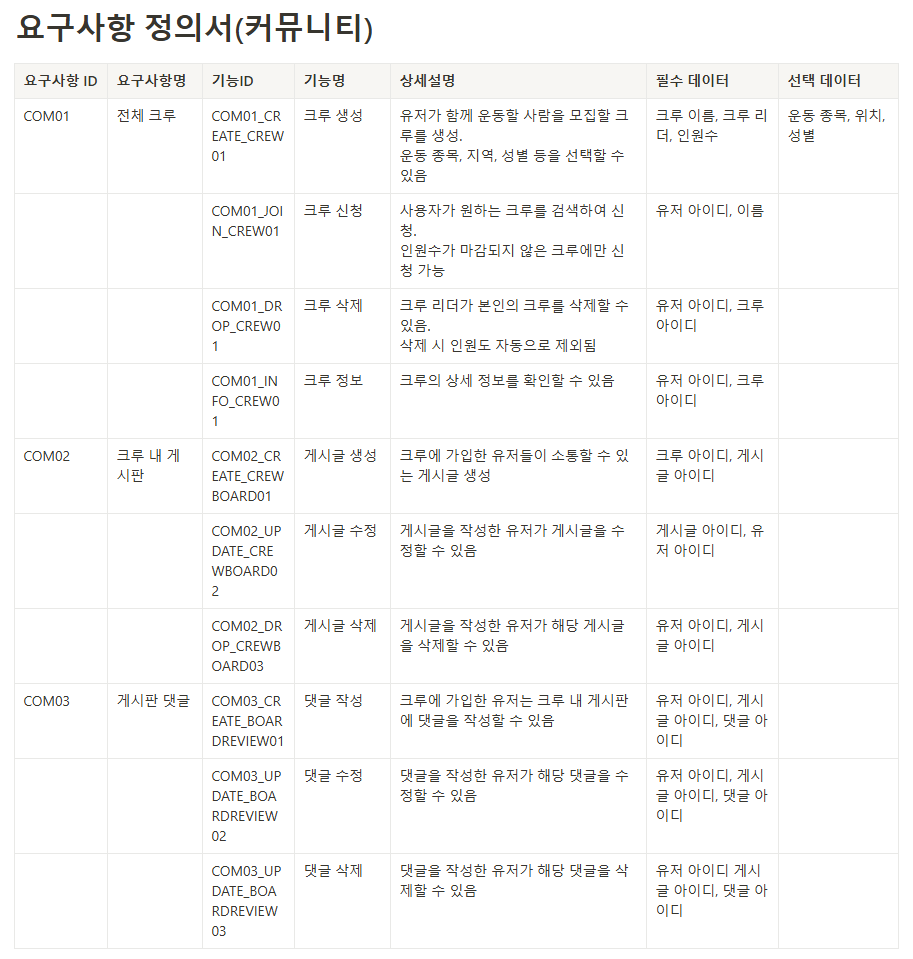 요구사항 정의서(커뮤니티)
요구사항 ID 요구사항명 기능ID 기능명 상세설명 필수 데이터 선택 데이터
COM01 전체 크루 COM01_CR 크루 생성 유저가 함께 운동할 사람을 모집할 크 크루 이름, 크루 리 운동 종목, 위치,
EATE_CREW 루를 생성. 더, 인원수 성별
01 운동 종목, 지역, 성별 등을 선택할 수
있음
COM01_JOI 크루 신청 사용자가 원하는 크루를 검색하여 신 유저 아이디, 이름
N_CREW01 청.
인원수가 마감되지 않은 크루에만 신
청 가능
COM01_DR 크루 삭제 크루 리더가 본인의 크루를 삭제할 수 유저 아이디, 크루
OP_CREW0 있음. 아이디
1 삭제 시 인원도 자동으로 제외됨
COM01_IN 크루 정보 크루의 상세 정보를 확인할 수 있음 유저 아이디, 크루
FO_CREW0 아이디
1
COM02 크루 내 게 COM02_CR 게시글 생성 크루에 가입한 유저들이 소통할 수 있 크루 아이디, 게시
시판 EATE_CREW 는 게시글 생성 글 아이디
BOARD01
COM02_UP 게시글 수정 게시글을 작성한 유저가 게시글을 수 게시글 아이디, 유
DATE_CRE 정할 수 있음 저 아이디
WBOARD0
2
COM02_DR 게시글 삭제 게시글을 작성한 유저가 해당 게시글 유저 아이디, 게시
OP_CREWB 을 삭제할 수 있음 글 아이디
OARD03
COM03 게시판 댓글 COM03_CR 댓글 작성 크루에 가입한 유저는 크루 내 게시판 유저 아이디, 게시
EATE_BOAR 에 댓글을 작성할 수 있음 글 아이디, 댓글 아
DREVIEW01 이디
COM03_UP 댓글 수정 댓글을 작성한 유저가 해당 댓글을 수 유저 아이디, 게시
DATE_BOA 정할 수 있음 글 아이디, 댓글 아
RDREVIEW 이디
02
COM03_UP 댓글 삭제 댓글을 작성한 유저가 해당 댓글을 삭 유저 아이디 게시
DATE_BOA 제할 수 있음 글 아이디, 댓글 아
RDREVIEW 이디
03